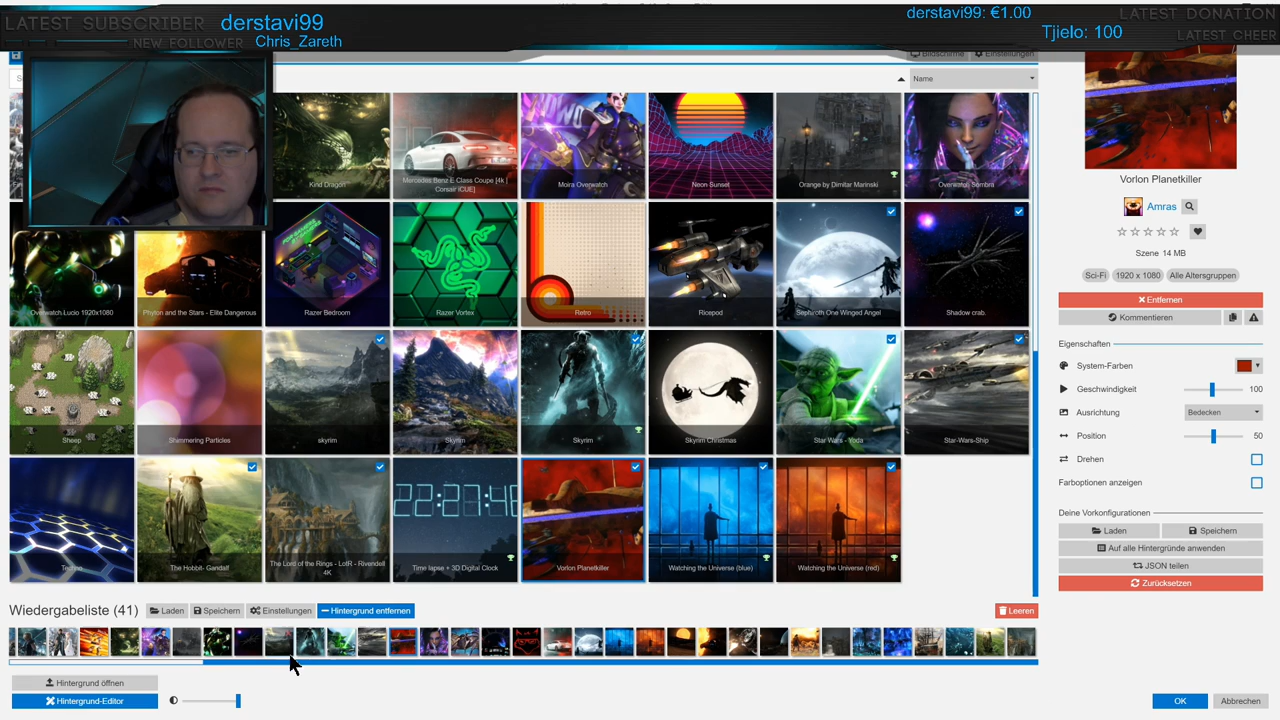 LATEST SUBSCRIBER derstavi99
NEW FOLLOWER Chris_Zareth
derstavi99: €1.00 LATEST DONATION
Tjielo: 100 LATEST CHEER
Bildschirme Einstellungen
Name
Kind Dragon
Mercedes Benz E Class Coupe [4k |
Corsair iCUE]
Moira Overwatch
Neon Sunset
Orange by Dimitar Marinski
Overwatch Sombra
Overwatch Lucio 1920x1080
Phyton and the Stars - Elite Dangerous
Razer Bedroom
Razer Vortex
Retro
Ricepod
Sephiroth One Winged Angel
Shadow crab.
Sheep
Shimmering Particles
skyrim
Skyrim
Skyrim
Skyrim Christmas
Star Wars - Yoda
Star-Wars-Ship
Techno
The Hobbit- Gandalf
The Lord of the Rings - LotR - Rivendell
4K
22:27:4
Time lapse + 3D Digital Clock
Vorlon Planetkiller
Watching the Universe (blue)
Watching the Universe (red)
Wiedergabeliste (41) Laden Speichern Einstellungen Hintergrund entfernen Leeren
Hintergrund öffnen
Hintergrund-Editor
OK Abbrechen
Vorlon Planetkiller
Amras
Szene 14 MB
Sci-Fi 1920 x 1080 Alle Altersgruppen
Entfernen
Kommentieren
Eigenschaften
System-Farben
Geschwindigkeit 100
Ausrichtung Bedecken
Position 50
Drehen
Farboptionen anzeigen
Deine Vorkonfigurationen
Laden Speichern
Auf alle Hintergründe anwenden
JSON teilen
Zurücksetzen